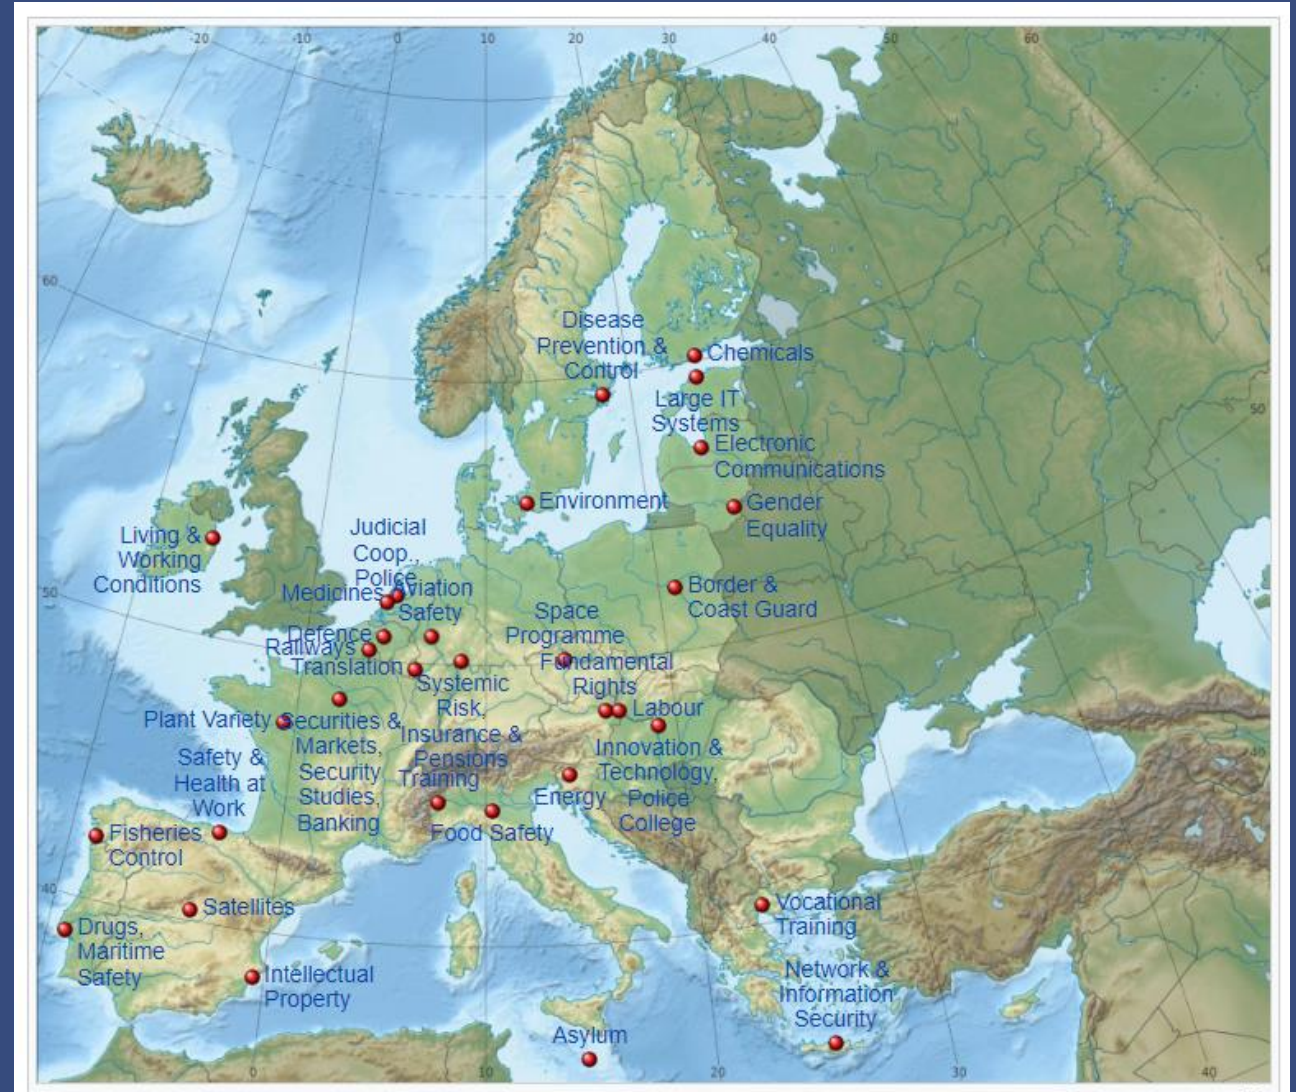 -20
-10
0
10
20
30
40
50
60
60
50
50
40
40
0
10
20
30
40
Disease
Prevention &
Control
Chemicals
Large IT
Systems
Electronic
Communications
Environment
Gender
Equality
Living &
Working
Conditions
Judicial
Coop.,
Police
Medicines
Aviation
Safety
Border &
Coast Guard
Space
Programme
Defence
Railways
Translation
Fundamental
Rights
Systemic
Risk,
Insurance &
Pensions
Labour
Plant Variety
Securities &
Markets,
Security
Studies,
Banking
Safety &
Health at
Work
Training
Innovation &
Technology,
Police
College
Energy
Food Safety
Fisheries
Control
Satellites
Drugs,
Maritime
Safety
Intellectual
Property
Vocational
Training
Network &
Information
Security
Asylum